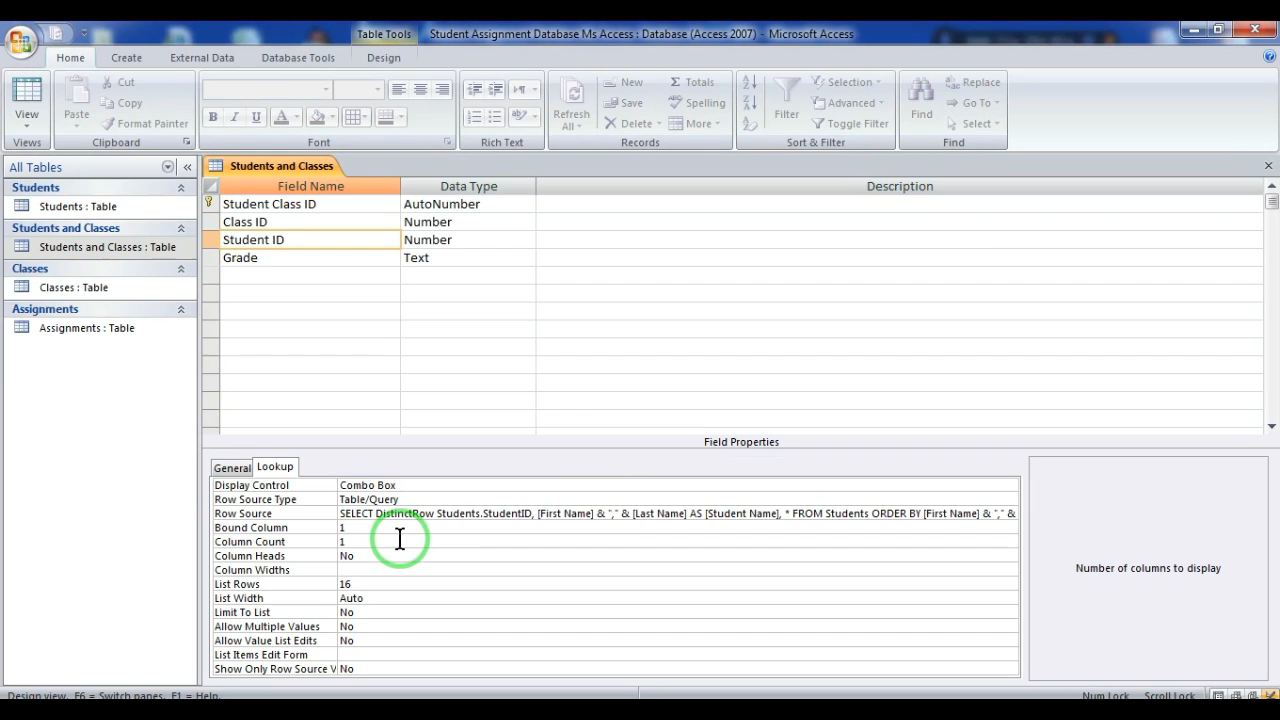 Table Tools
Student Assignment Database Ms Access : Database (Access 2007) - Microsoft Access
Home Create External Data Database Tools Design
View
Views
Paste
Cut
Copy
Format Painter
Clipboard
B I U A
Font
Rich Text
Refresh
All
New
Save
Delete
Totals
Spelling
More
Records
Filter
Selection
Advanced
Toggle Filter
Sort & Filter
Find
Replace
Go To
Select
Find
All Tables
Students
Students : Table
Students and Classes
Students and Classes : Table
Classes
Classes : Table
Assignments
Assignments : Table
Students and Classes
Field Name Data Type Description
Student Class ID AutoNumber
Class ID Number
Student ID Number
Grade Text
Field Properties
General Lookup
Display Control Combo Box
Row Source Type Table/Query
Row Source SELECT DistinctRow Students.StudentID, [First Name] & "," & [Last Name] AS [Student Name], * FROM Students ORDER BY [First Name] & "," &
Bound Column 1
Column Count 1
Column Heads No
Column Widths
List Rows 16
List Width Auto
Limit To List No
Allow Multiple Values No
Allow Value List Edits No
List Items Edit Form
Show Only Row Source V No
Number of columns to display
Design view. F6 = Switch panes. F1 = Help.
Num Lock Scroll Lock